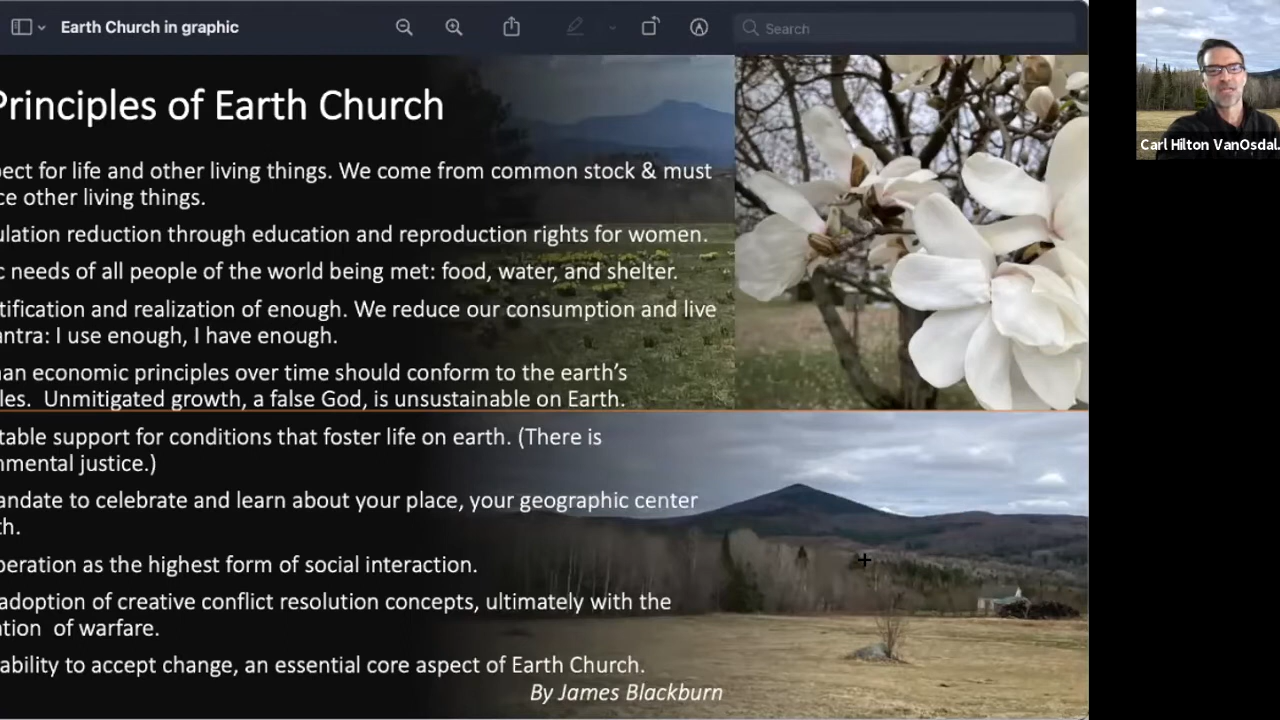 Earth Church in graphic
Search
Principles of Earth Church
pect for life and other living things. We come from common stock & must
ce other living things.
ulation reduction through education and reproduction rights for women.
c needs of all people of the world being met: food, water, and shelter.
tification and realization of enough. We reduce our consumption and live
antra: I use enough, I have enough.
an economic principles over time should conform to the earth's
les. Unmitigated growth, a false God, is unsustainable on Earth.
table support for conditions that foster life on earth. (There is
nmental justice.)
andate to celebrate and learn about your place, your geographic center
th.
peration as the highest form of social interaction.
adoption of creative conflict resolution concepts, ultimately with the
tion of warfare.
ability to accept change, an essential core aspect of Earth Church.
By James Blackburn
Carl Hilton VanOsdal.